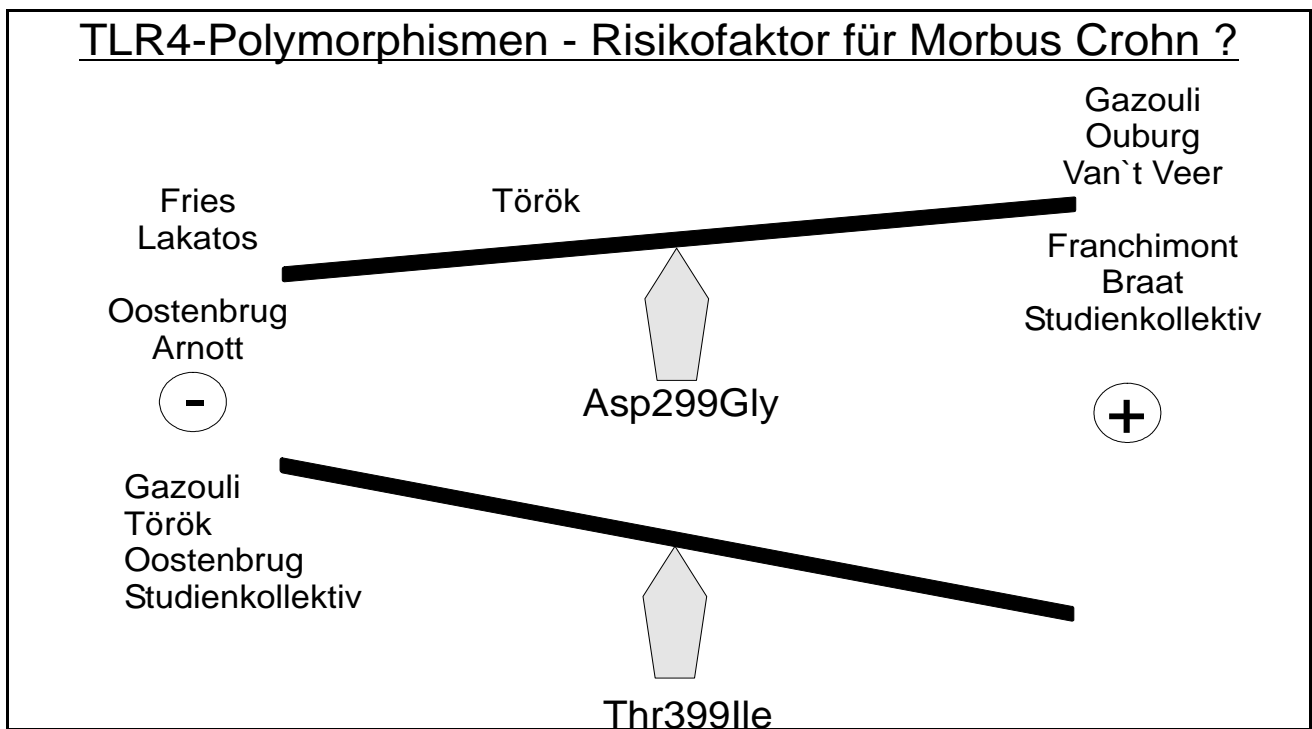 TLR4-Polymorphismen - Risikofaktor für Morbus Crohn ?
Gazouli
Ouburg
Van`t Veer
Fries
Lakatos
Török
Franchimont
Braat
Studienkollektiv
Oostenbrug
Arnott
-
Asp299Gly
+
Gazouli
Török
Oostenbrug
Studienkollektiv
Thr399Ile